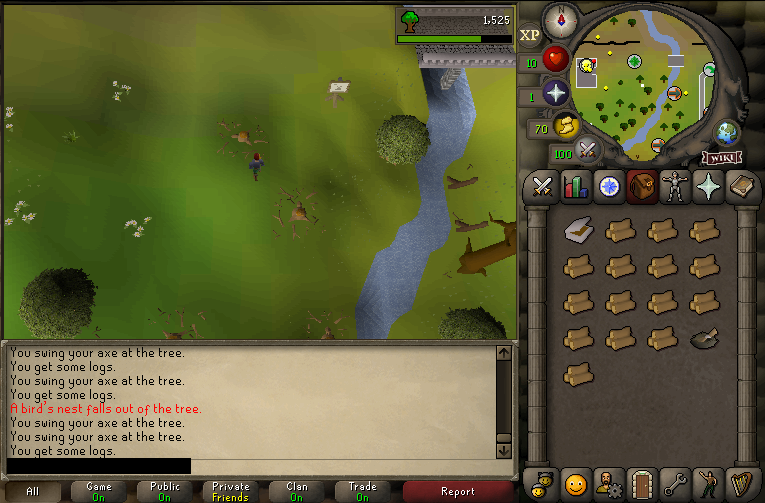 1,525
XP
N
10
1
70
100
WIKI
You swing your axe at the tree.
You get some logs.
You swing your axe at the tree.
You get some logs.
A bird's nest falls out of the tree.
You swing your axe at the tree.
You swing your axe at the tree.
You get some logs.
All
Game
On
Public
On
Private
Friends
Clan
On
Trade
On
Report